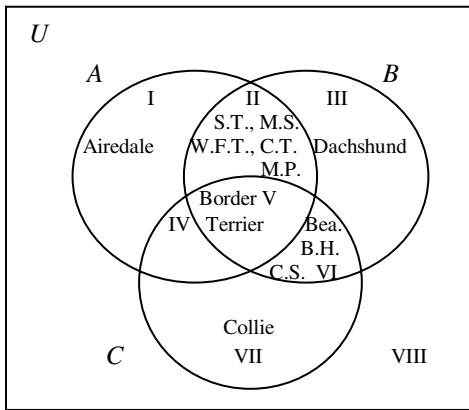 U
A B
I II III
S.T., M.S.
Airedale W.F.T., C.T. Dachshund
M.P.
Border V
IV Terrier Bea.
B.H.
C.S. VI
Collie
C VII VIII